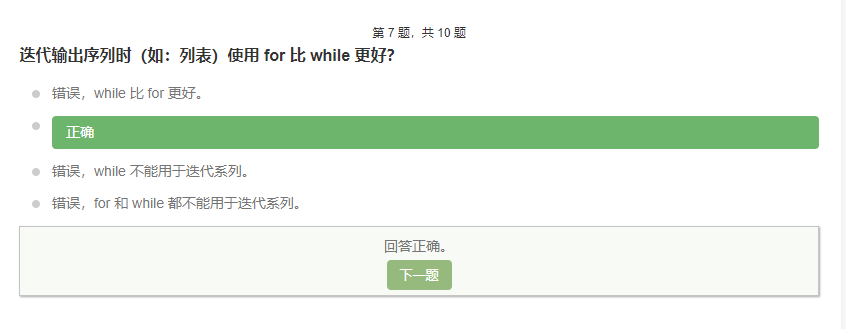 第 7 题，共 10 题
迭代输出序列时（如：列表）使用 for 比 while 更好?
错误，while 比 for 更好。
正确
错误，while 不能用于迭代系列。
错误，for 和 while 都不能用于迭代系列。
回答正确。
下一题